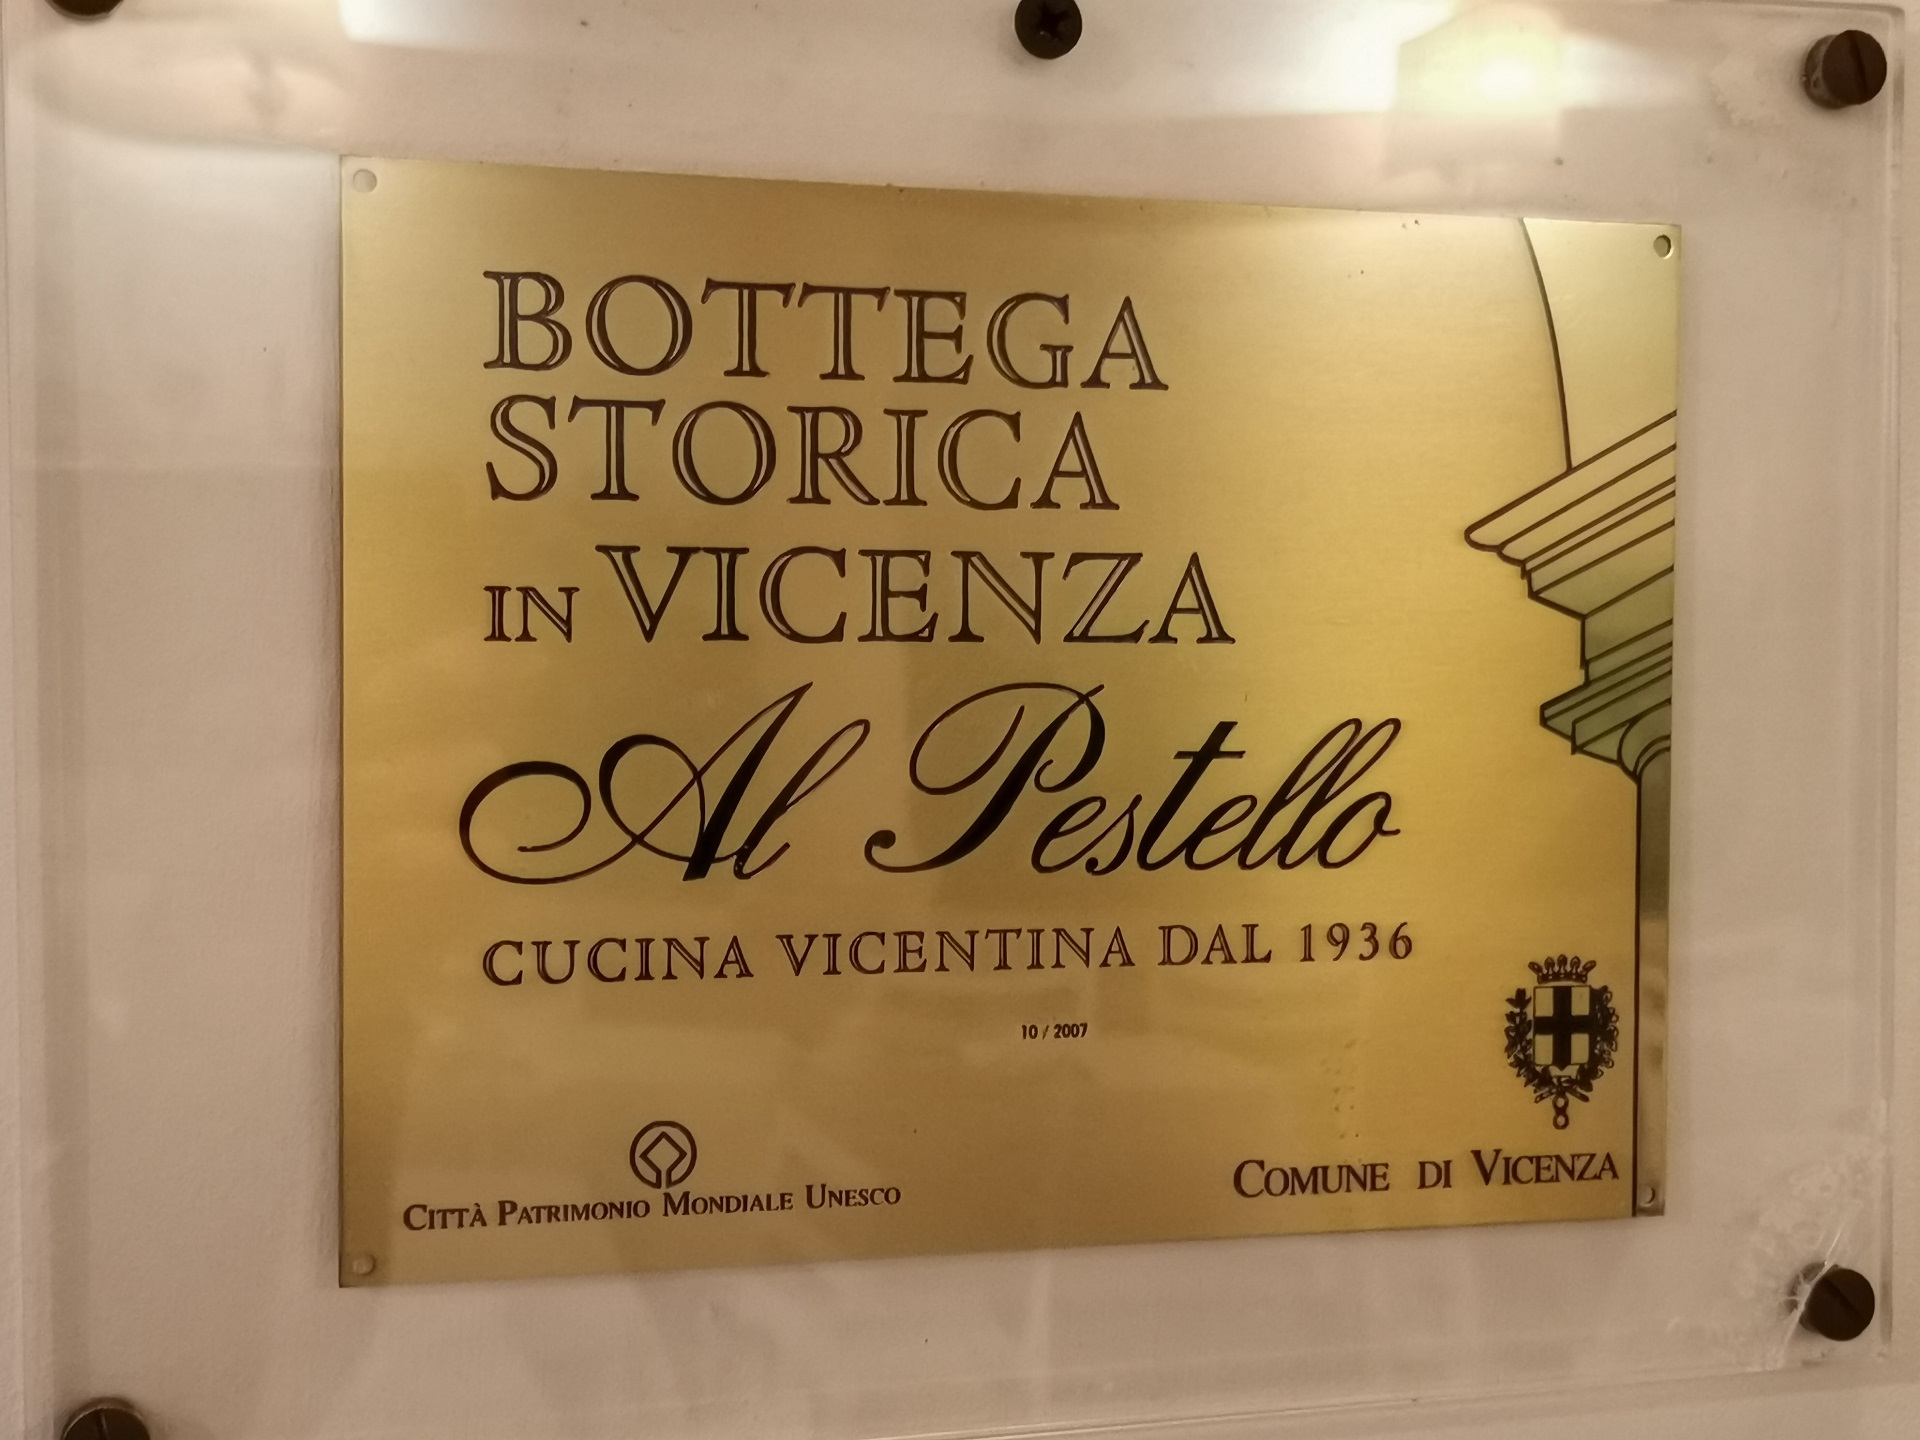 BOTTEGA
STORICA
IN VICENZA
Al Pestello
CUCINA VICENTINA DAL 1936
10 / 2007
CITTÀ PATRIMONIO MONDIALE UNESCO
COMUNE DI VICENZA